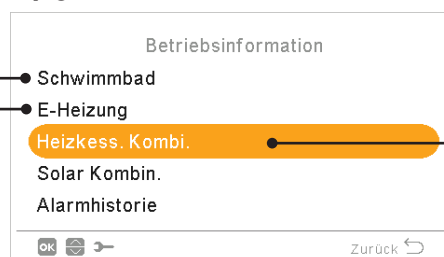 Betriebsinformation
Schwimmbad
E-Heizung
Heizkess. Kombi.
Solar Kombin.
Alarmhistorie
OK
Zurück